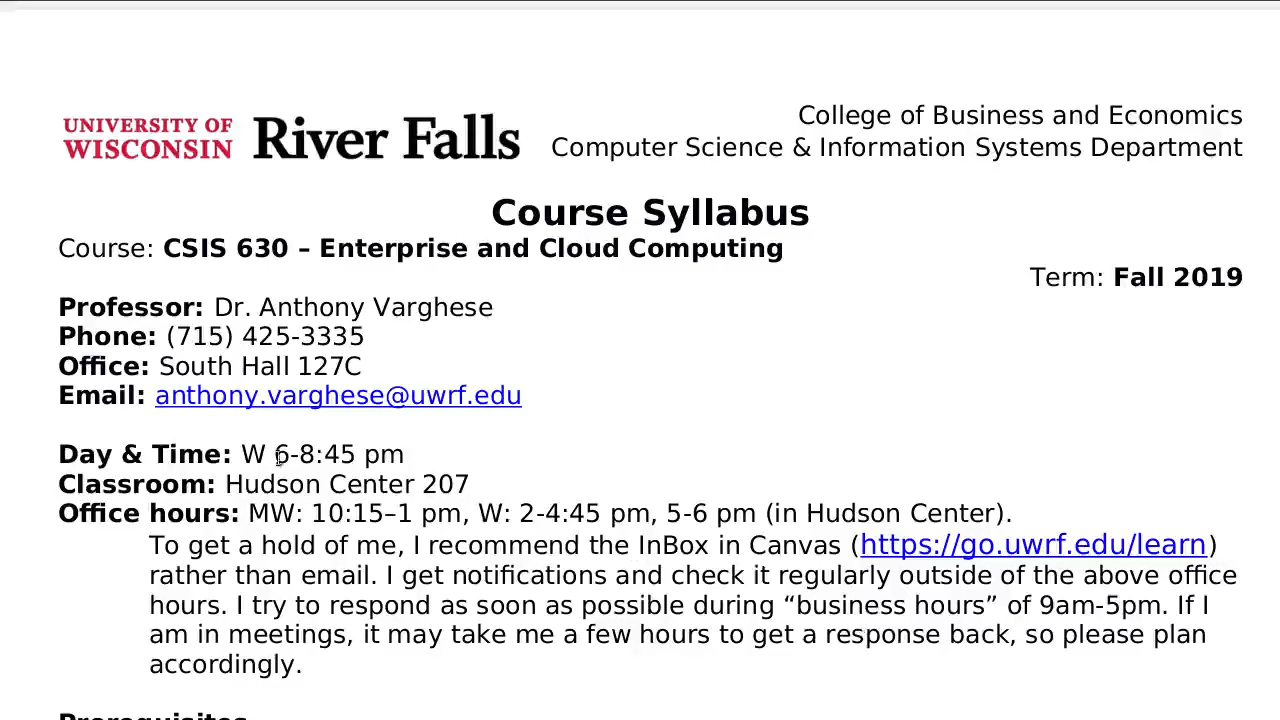 UNIVERSITY OF
WISCONSIN
River Falls
College of Business and Economics
Computer Science & Information Systems Department
Course Syllabus
Course: CSIS 630 – Enterprise and Cloud Computing
Term: Fall 2019
Professor: Dr. Anthony Varghese
Phone: (715) 425-3335
Office: South Hall 127C
Email: anthony.varghese@uwrf.edu
Day & Time: W 6-8:45 pm
Classroom: Hudson Center 207
Office hours: MW: 10:15–1 pm, W: 2-4:45 pm, 5-6 pm (in Hudson Center).
To get a hold of me, I recommend the InBox in Canvas (https://go.uwrf.edu/learn)
rather than email. I get notifications and check it regularly outside of the above office
hours. I try to respond as soon as possible during “business hours” of 9am-5pm. If I
am in meetings, it may take me a few hours to get a response back, so please plan
accordingly.
Prerequisites